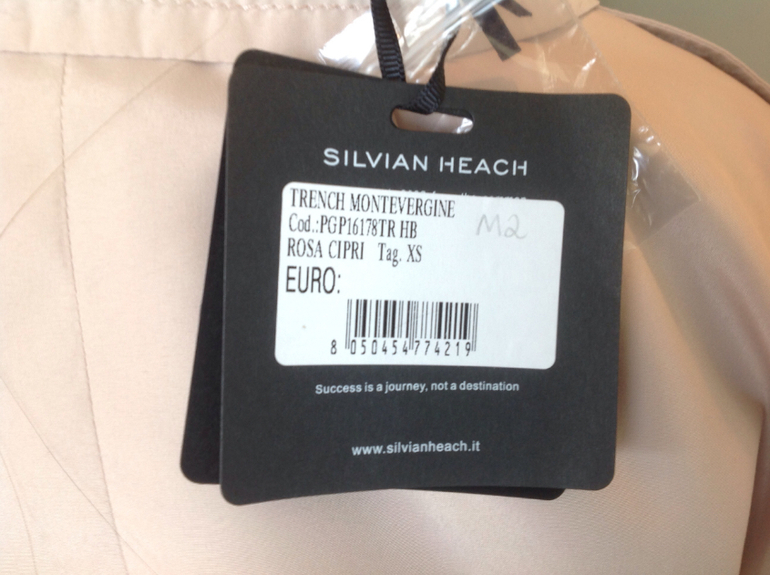 SILVIAN HEACH
TRENCH MONTEVERGINE
M2
Cod.:PGP16178TR HB
ROSA CIPRI Tag. XS
EURO:
8 050454 774219
Success is a journey, not a destination
www.silvianheach.it